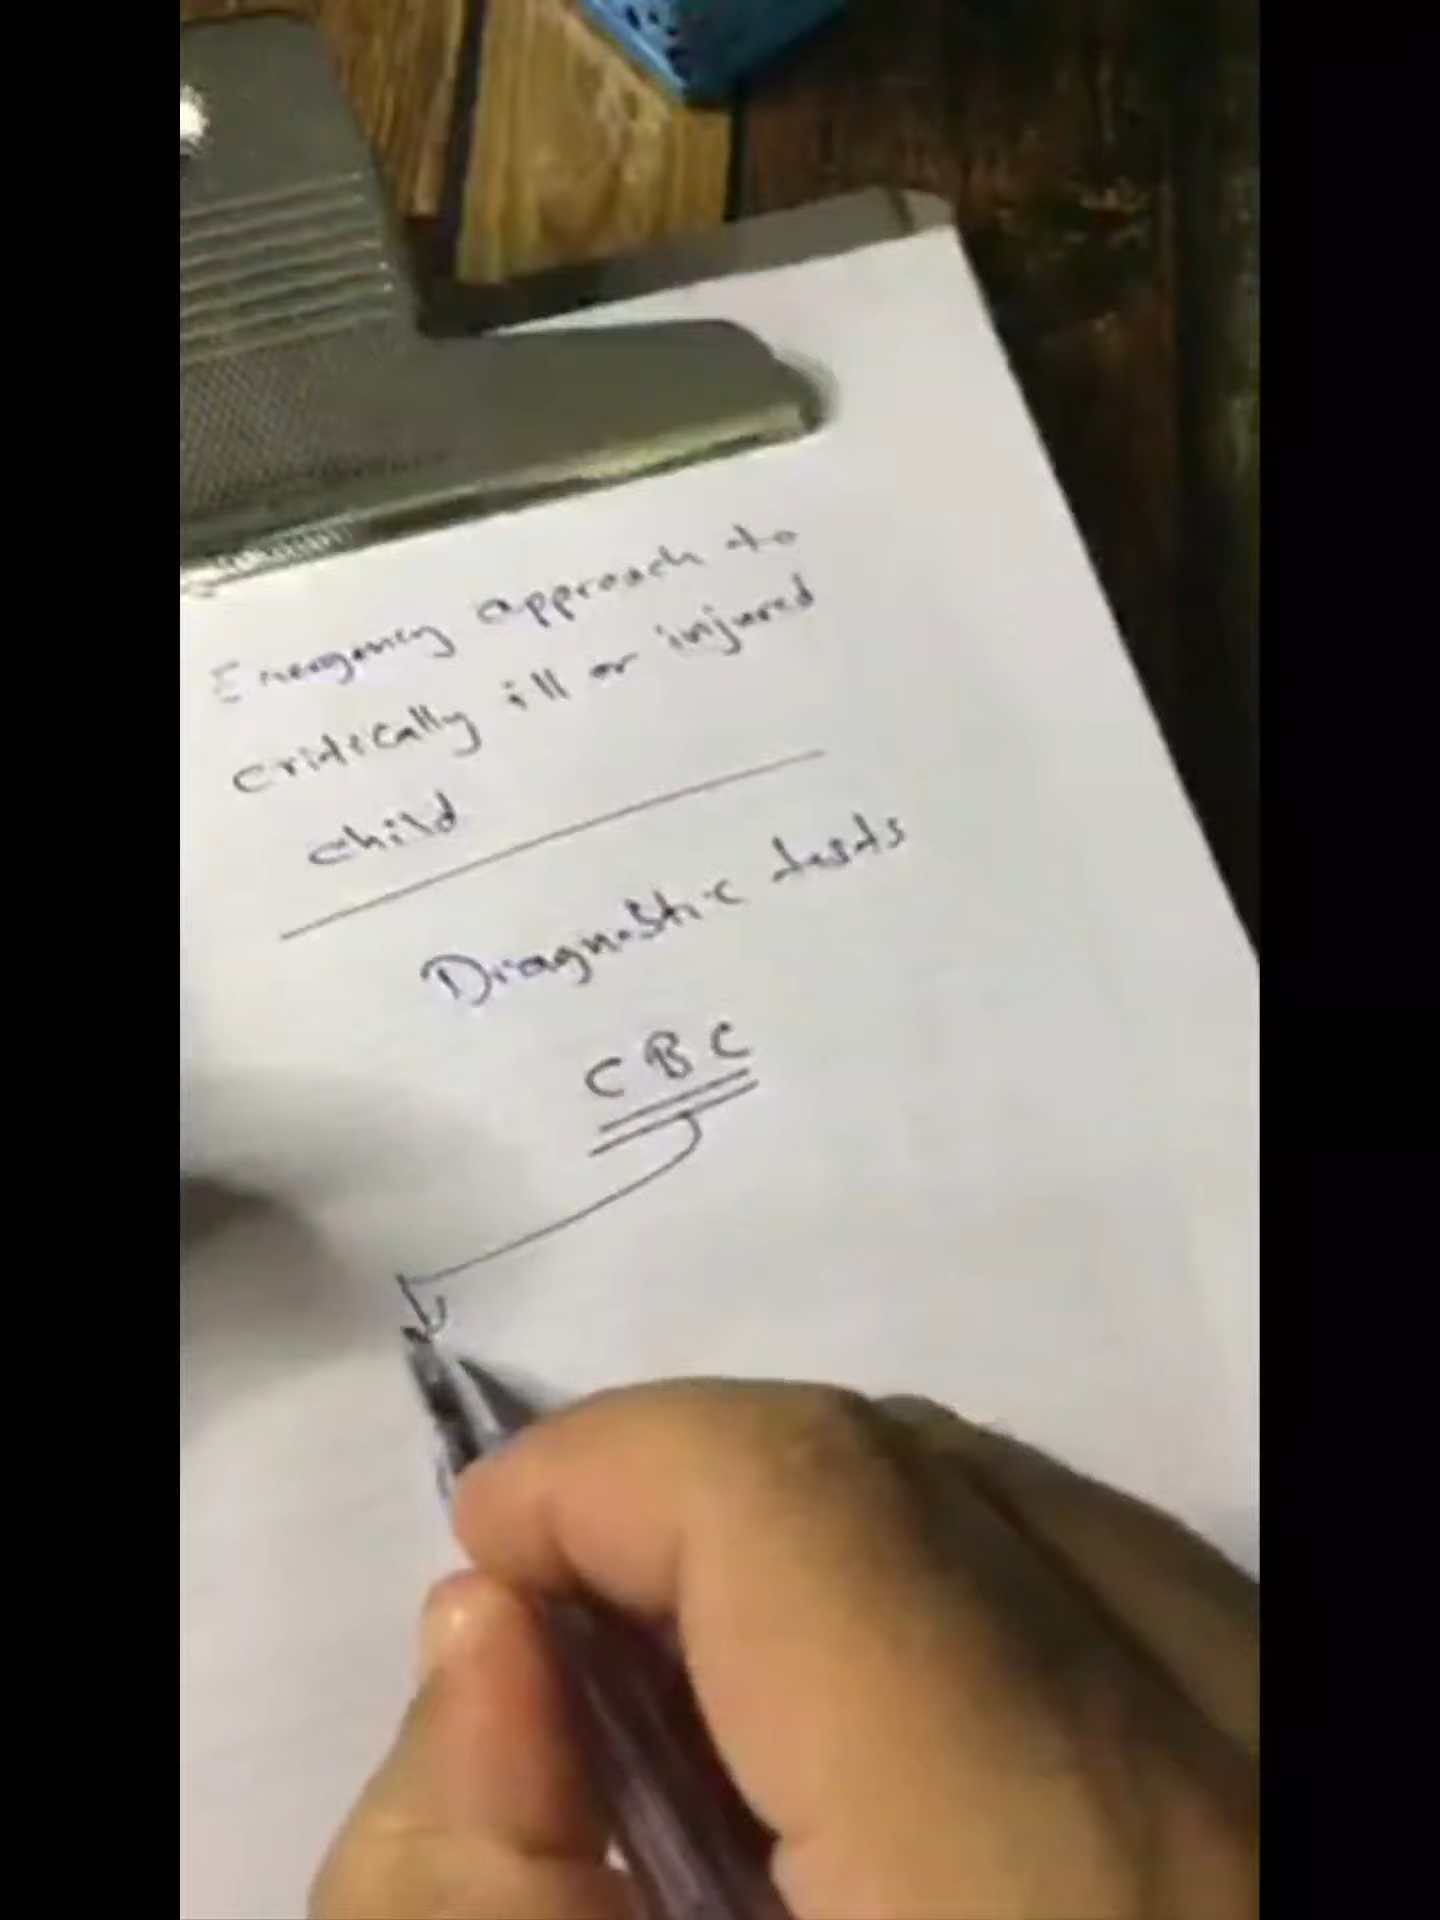 Emergency approach to
critically ill or injured
child
Diagnostic tests
CBC